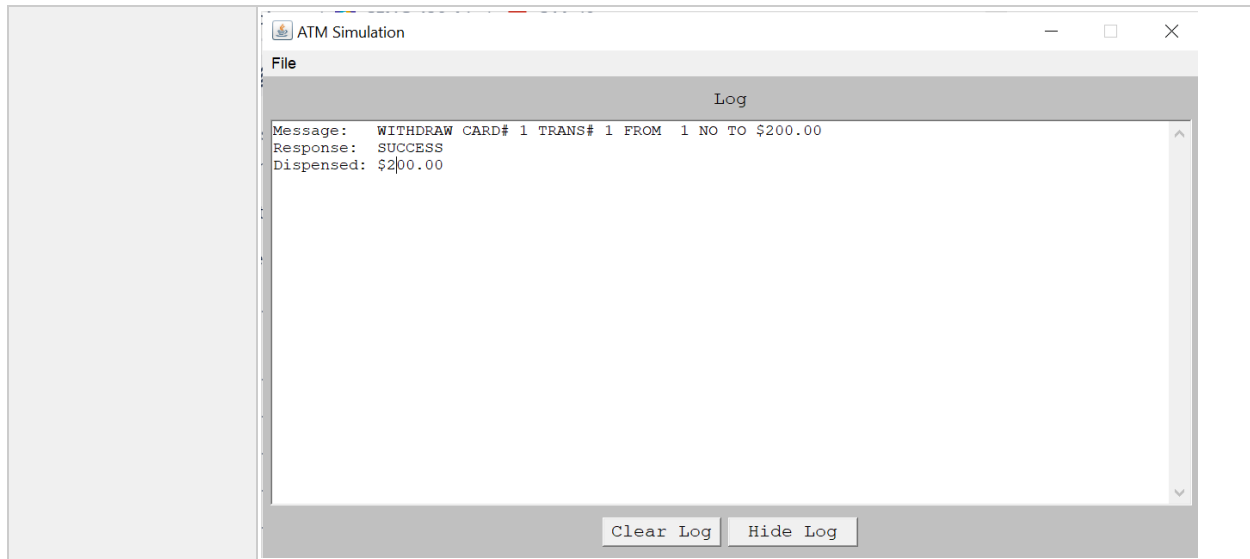 ATM Simulation
File
Log
Message:   WITHDRAW CARD# 1 TRANS# 1 FROM  1 NO TO $200.00
Response:  SUCCESS
Dispensed: $200.00
Clear Log
Hide Log